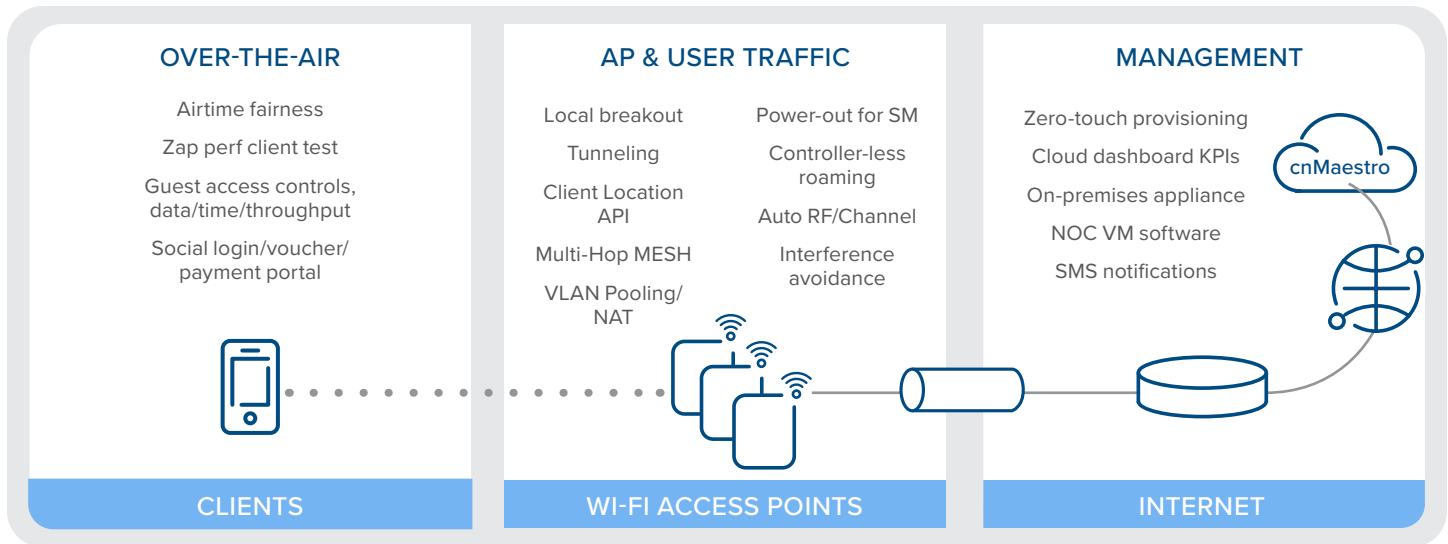 OVER-THE-AIR
Airtime fairness
Zap perf client test
Guest access controls,
data/time/throughput
Social login/voucher/
payment portal
CLIENTS
AP & USER TRAFFIC
Local breakout
Tunneling
Client Location
API
Multi-Hop MESH
VLAN Pooling/
NAT
Power-out for SM
Controller-less
roaming
Auto RF/Channel
Interference
avoidance
WI-FI ACCESS POINTS
MANAGEMENT
Zero-touch provisioning
Cloud dashboard KPIs
On-premises appliance
NOC VM software
SMS notifications
cnMaestro
INTERNET